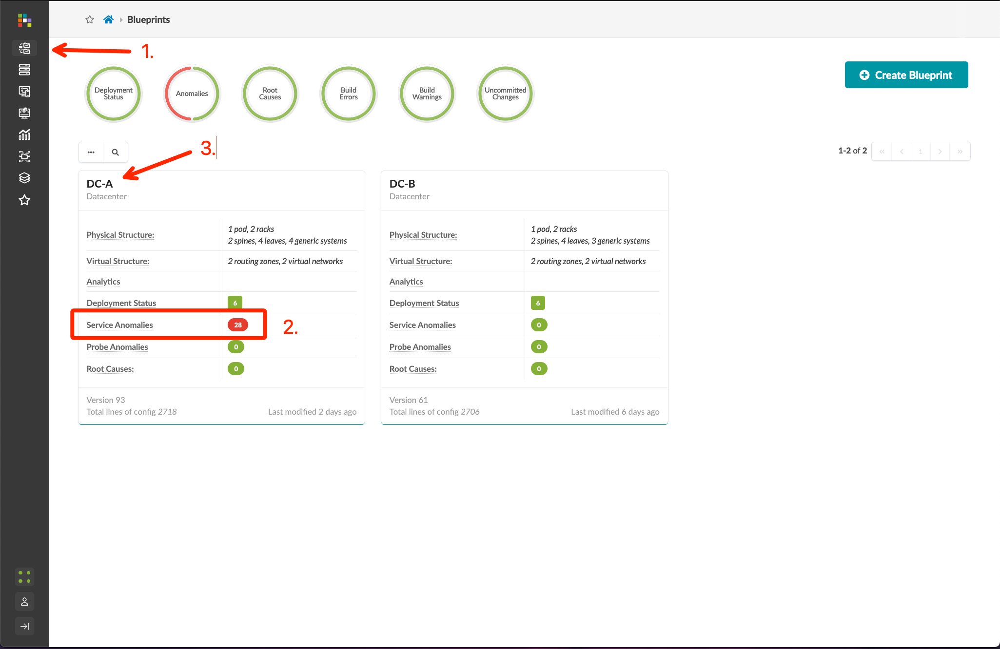 Blueprints
1.
Deployment
Status
Anomalies
Root
Causes
Build
Errors
Build
Warnings
Uncommitted
Changes
Create Blueprint
3.
1-2 of 2
«
‹
1
›
»
DC-A
Datacenter
Physical Structure:
1 pod, 2 racks
2 spines, 4 leaves, 4 generic systems
Virtual Structure:
2 routing zones, 2 virtual networks
Analytics
Deployment Status
6
Service Anomalies
28
2.
Probe Anomalies
0
Root Causes:
0
Version 93
Total lines of config 2718
Last modified 2 days ago
DC-B
Datacenter
Physical Structure:
1 pod, 2 racks
2 spines, 4 leaves, 3 generic systems
Virtual Structure:
2 routing zones, 2 virtual networks
Analytics
Deployment Status
6
Service Anomalies
0
Probe Anomalies
0
Root Causes:
0
Version 61
Total lines of config 2706
Last modified 6 days ago